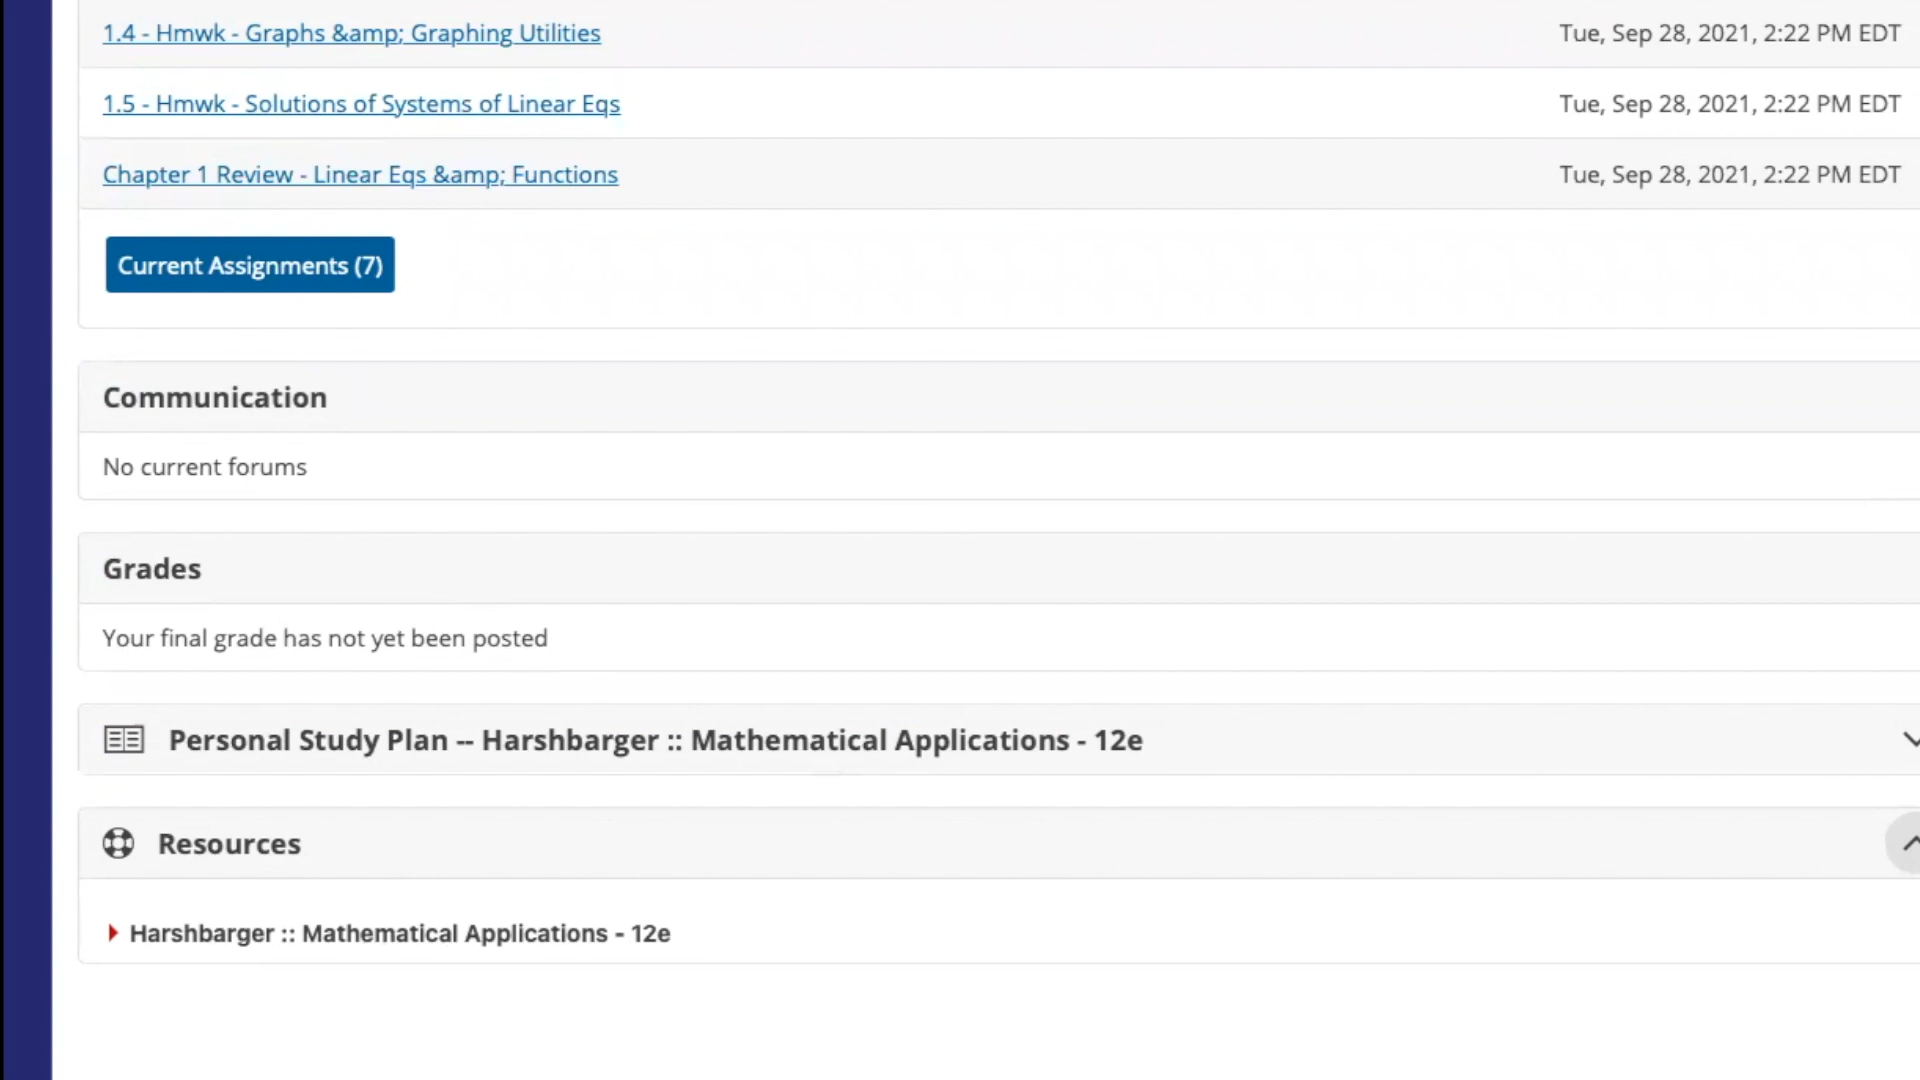 1.4 - Hmwk - Graphs &amp; Graphing Utilities Tue, Sep 28, 2021, 2:22 PM EDT
1.5 - Hmwk - Solutions of Systems of Linear Eqs Tue, Sep 28, 2021, 2:22 PM EDT
Chapter 1 Review - Linear Eqs &amp; Functions Tue, Sep 28, 2021, 2:22 PM EDT
Current Assignments (7)
Communication
No current forums
Grades
Your final grade has not yet been posted
Personal Study Plan -- Harshbarger :: Mathematical Applications - 12e
Resources
Harshbarger :: Mathematical Applications - 12e